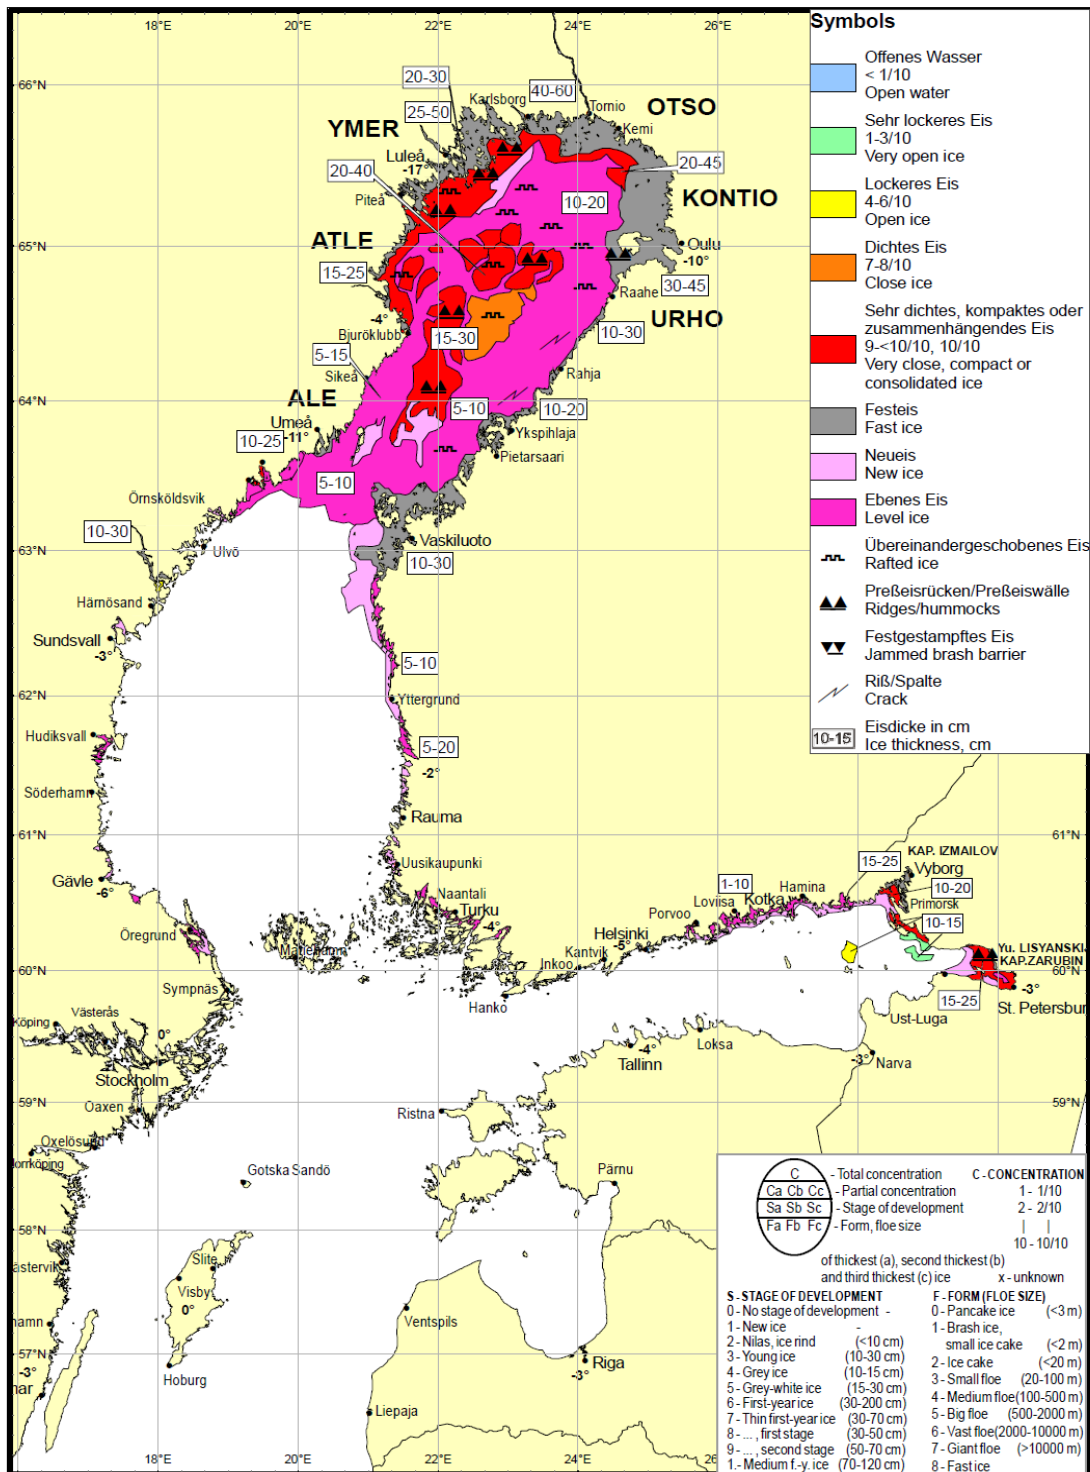 18°E
20°E
22°E
24°E
26°E
66°N
65°N
64°N
63°N
62°N
61°N
61°N
60°N
60°N
59°N
59°N
58°N
58°N
57°N
57°N
20-30
Karlsborg
40-60
Tornio
OTSO
Kemi
25-50
YMER
Luleå
-17°
20-45
20-40
Piteå
10-20
KONTIO
ATLE
Oulu
-10°
15-25
30-45
Raahe
-4°
URHO
Bjuröklubb
15-30
10-30
5-15
Sikeå
Rahja
ALE
5-10
10-20
Umeå
-11°
Ykspihlaja
10-25
Pietarsaari
5-10
Örnsköldsvik
10-30
Ulvö
Vaskiluoto
10-30
Härnösand
Sundsvall
-3°
5-10
Yttergrund
Hudiksvall
5-20
-2°
Söderhamn
Rauma
Uusikaupunki
Gävle
-6°
Naantali
Turku
-4°
Öregrund
Mariehamn
Sympnäs
Hanko
Inkoo
Kantvik
Helsinki
-5°
Porvoo
Loviisa
1-10
Kotka
Hamina
15-25
KAP. IZMAILOV
Vyborg
10-20
Primorsk
10-15
Yu. LISYANSKI
KAP.ZARUBIN
-3°
15-25
St. Petersbur
Ust-Luga
Köping
Västerås
0°
Stockholm
Oaxen
Tallinn
-4°
Loksa
-3°
Narva
Ristna
Oxelösund
Gotska Sandö
Pärnu
Slite
Visby
0°
Ventspils
Hoburg
Riga
-3°
Liepaja
-3°
Symbols
Offenes Wasser
< 1/10
Open water
Sehr lockeres Eis
1-3/10
Very open ice
Lockeres Eis
4-6/10
Open ice
Dichtes Eis
7-8/10
Close ice
Sehr dichtes, kompaktes oder
zusammenhängendes Eis
9-<10/10, 10/10
Very close, compact or
consolidated ice
Festeis
Fast ice
Neueis
New ice
Ebenes Eis
Level ice
Übereinandergeschobenes Eis
Rafted ice
Preßeisrücken/Preßeiswälle
Ridges/hummocks
Festgestampftes Eis
Jammed brash barrier
Riß/Spalte
Crack
10-15
Eisdicke in cm
Ice thickness, cm
C - Total concentration
Ca Cb Cc - Partial concentration
Sa Sb Sc - Stage of development
Fa Fb Fc - Form, floe size
C - CONCENTRATION
1 - 1/10
2 - 2/10
| |
10 - 10/10
of thickest (a), second thickest (b)
and third thickest (c) ice x - unknown
S - STAGE OF DEVELOPMENT
0 - No stage of development -
1 - New ice -
2 - Nilas, ice rind (<10 cm)
3 - Young ice (10-30 cm)
4 - Grey ice (10-15 cm)
5 - Grey-white ice (15-30 cm)
6 - First-year ice (30-200 cm)
7 - Thin first-year ice (30-70 cm)
8 - ... , first stage (30-50 cm)
9 - ... , second stage (50-70 cm)
1.- Medium f.-y. ice (70-120 cm)
F - FORM (FLOE SIZE)
0 - Pancake ice (<3 m)
1 - Brash ice,
small ice cake (<2 m)
2 - Ice cake (<20 m)
3 - Small floe (20-100 m)
4 - Medium floe(100-500 m)
5 - Big floe (500-2000 m)
6 - Vast floe(2000-10000 m)
7 - Giant floe (>10000 m)
8 - Fast ice